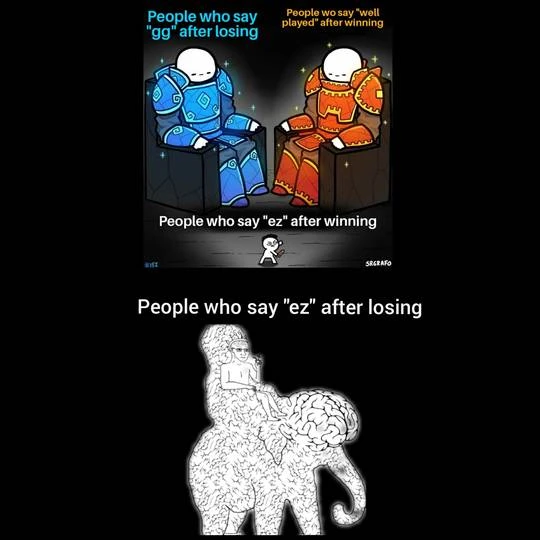 People who say
"gg" after losing
People wo say "well
played" after winning
People who say "ez" after winning
SRGRAFO
People who say "ez" after losing